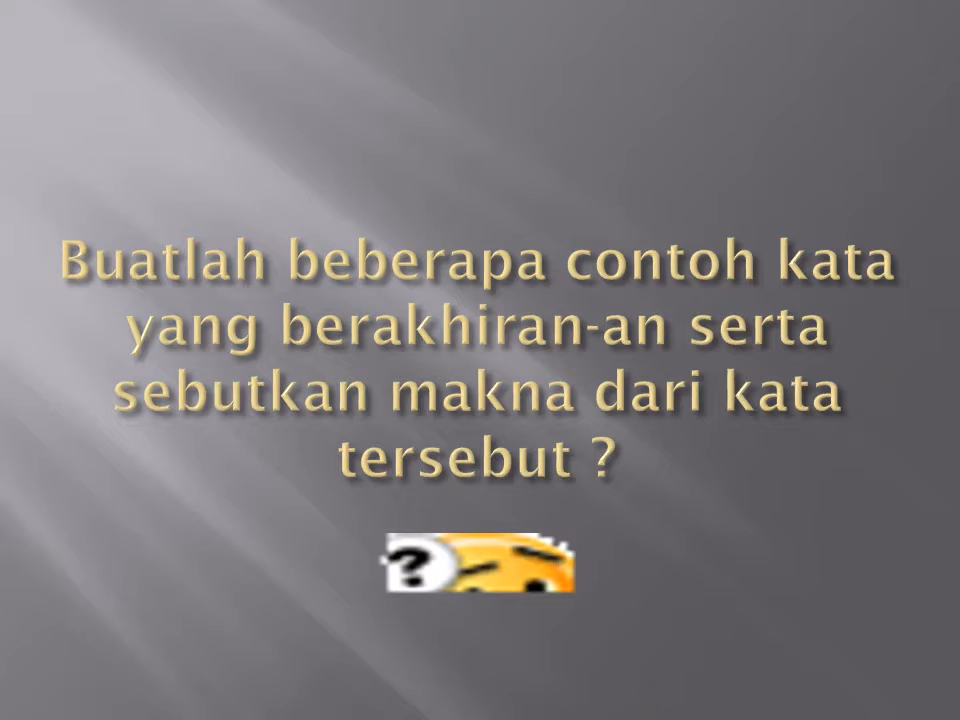 Buatlah beberapa contoh kata
yang berakhiran-an serta
sebutkan makna dari kata
tersebut ?
?